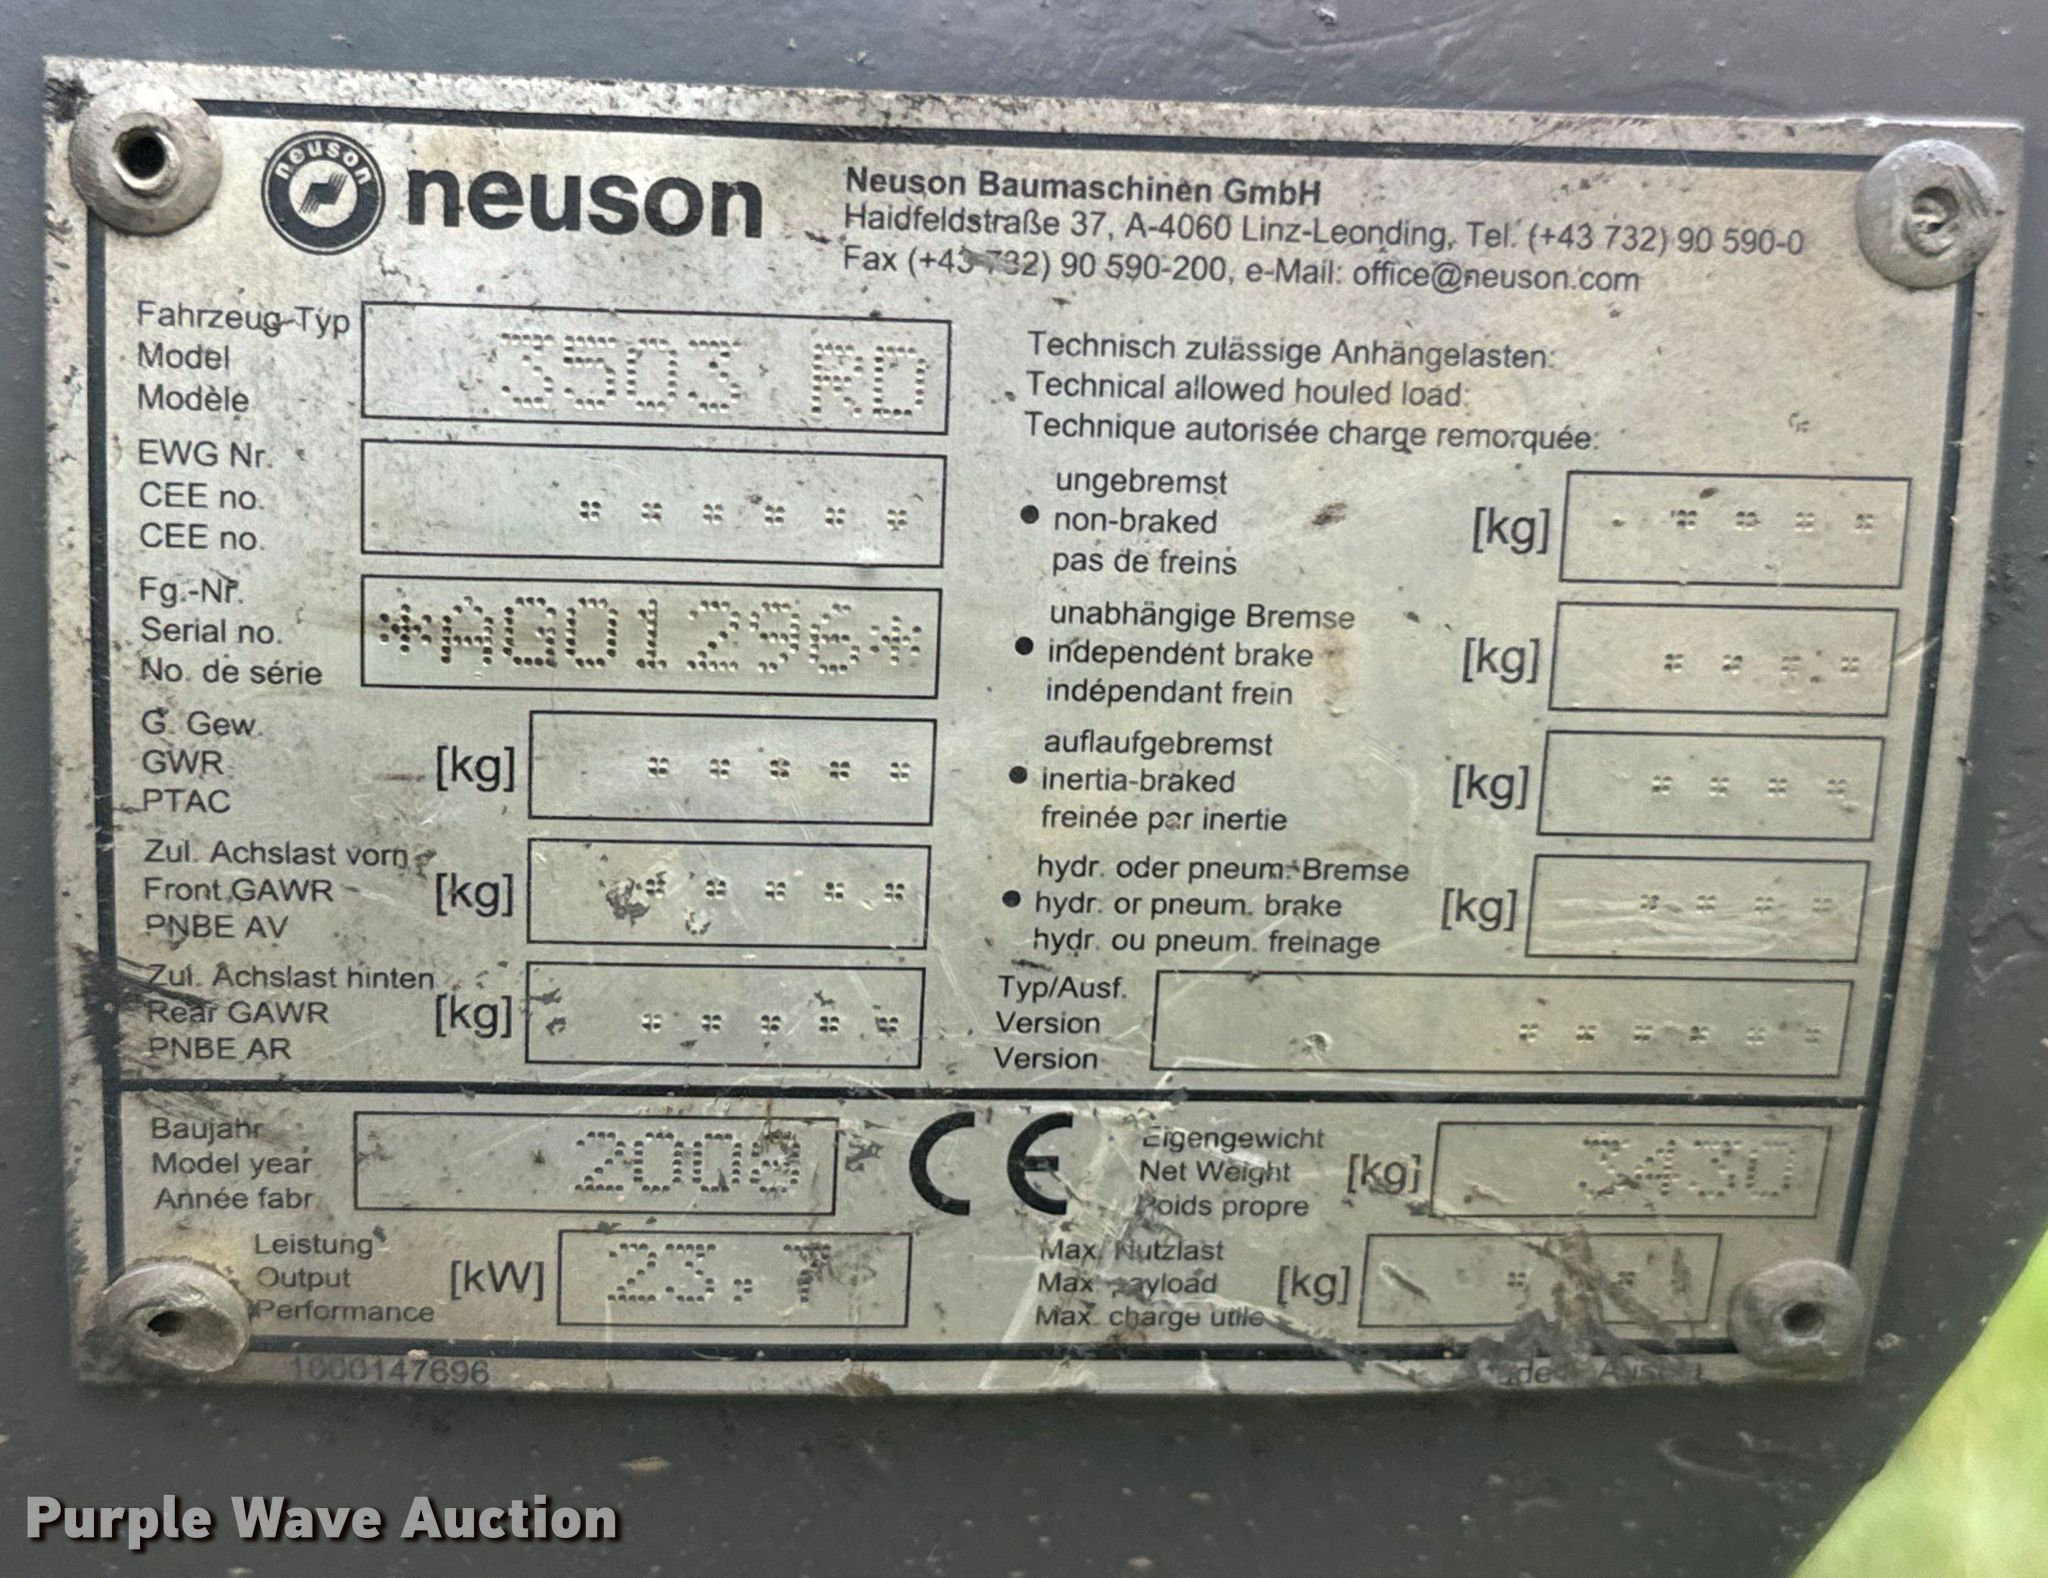 neuson
neuson
Neuson Baumaschinen GmbH
Haidfeldstraße 37, A-4060 Linz-Leonding, Tel. (+43 732) 90 590-0
Fax (+43 732) 90 590-200, e-Mail: office@neuson.com
Fahrzeug-Typ
Model
Modèle
3503 RD
EWG Nr.
CEE no.
CEE no.
Fg.-Nr.
Serial no.
No. de série
*AG01296*
G. Gew.
GWR
PTAC
[kg]
Zul. Achslast vorn
Front GAWR
PNBE AV
[kg]
Zul. Achslast hinten
Rear GAWR
PNBE AR
[kg]
Technisch zulässige Anhängelasten:
Technical allowed houled load:
Technique autorisée charge remorquée:
ungebremst
• non-braked
pas de freins
[kg]
unabhängige Bremse
• independent brake
indépendant frein
[kg]
auflaufgebremst
• inertia-braked
freinée par inertie
[kg]
hydr. oder pneum. Bremse
• hydr. or pneum. brake
hydr. ou pneum. freinage
[kg]
Typ/Ausf.
Version
Version
Baujahr
Model year
Année fabr.
2009
CE
Eigengewicht
Net Weight
Poids propre
[kg]
3430
Leistung
Output
Performance
[kW]
23,7
Max. Nutzlast
Max. payload
Max. charge utile
[kg]
1000147696
Purple Wave Auction